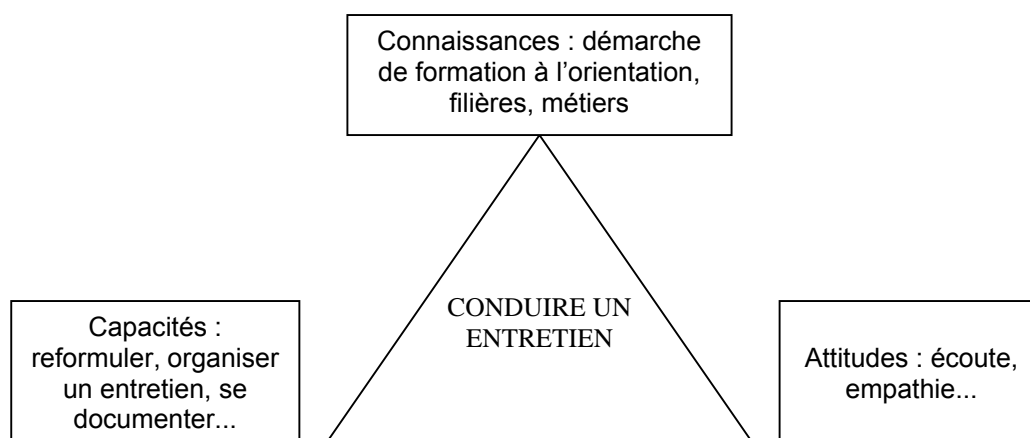 Connaissances : démarche
de formation à l’orientation,
filières, métiers
CONDUIRE UN
ENTRETIEN
Capacités :
reformuler, organiser
un entretien, se
documenter...
Attitudes : écoute,
empathie...